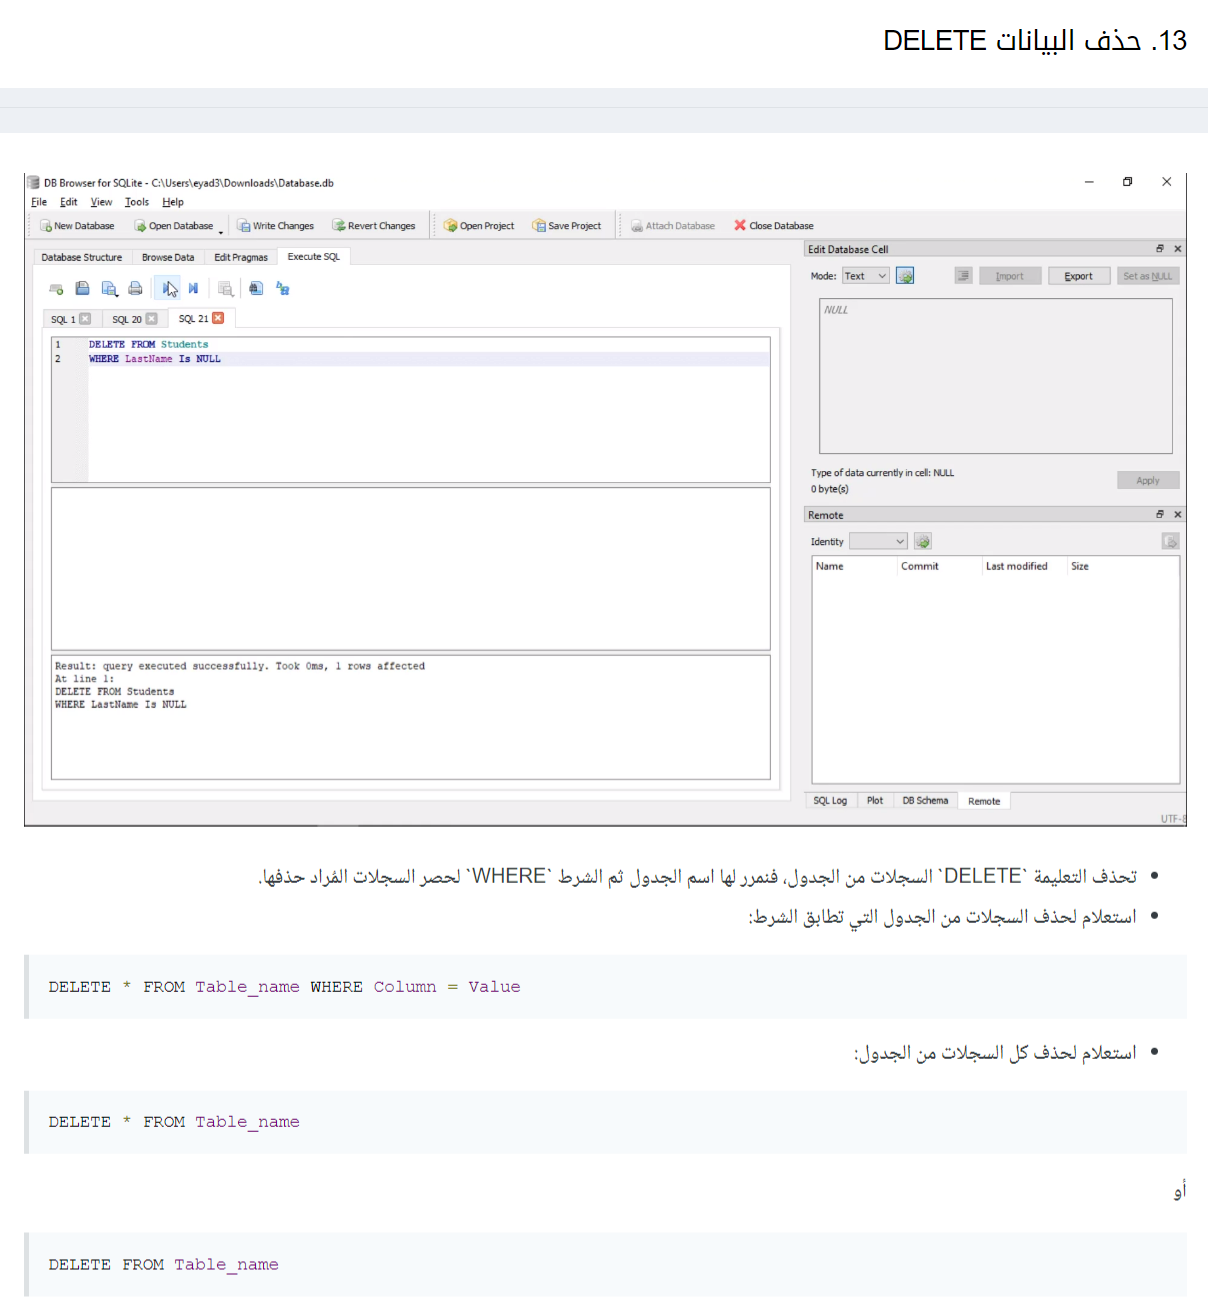 13. حذف البيانات DELETE
DB Browser for SQLite - C:\Users\eyad3\Downloads\Database.db
File Edit View Tools Help
New Database Open Database Write Changes Revert Changes Open Project Save Project Attach Database Close Database
Database Structure Browse Data Edit Pragmas Execute SQL
SQL 1 SQL 20 SQL 21
1 DELETE FROM Students
2 WHERE LastName Is NULL
Result: query executed successfully. Took 0ms, 1 rows affected
At line 1:
DELETE FROM Students
WHERE LastName Is NULL
Edit Database Cell
Mode: Text Import Export Set as NULL
NULL
Type of data currently in cell: NULL
0 byte(s)
Apply
Remote
Identity
Name Commit Last modified Size
SQL Log Plot DB Schema Remote
UTF-8
• تحذف التعليمة `DELETE` السجلات من الجدول، فنمرر لها اسم الجدول ثم الشرط `WHERE` لحصر السجلات المُراد حذفها.
• استعلام لحذف السجلات من الجدول التي تطابق الشرط:
DELETE * FROM Table_name WHERE Column = Value
• استعلام لحذف كل السجلات من الجدول:
DELETE * FROM Table_name
أو
DELETE FROM Table_name